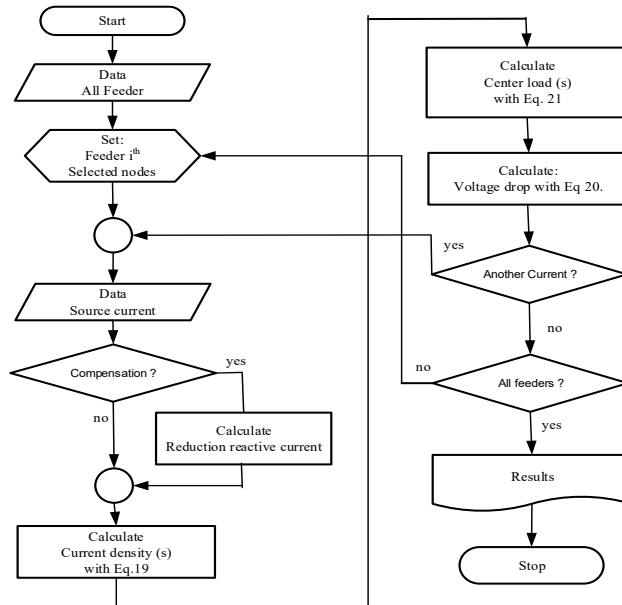 Start
Data
All Feeder
Set:
Feeder iᵗʰ
Selected nodes
Data
Source current
Compensation ?
yes
no
Calculate
Reduction reactive current
Calculate
Current density (s)
with Eq.19
Calculate
Center load (s)
with Eq. 21
Calculate:
Voltage drop with Eq 20.
yes
Another Current ?
no
no
All feeders ?
yes
Results
Stop